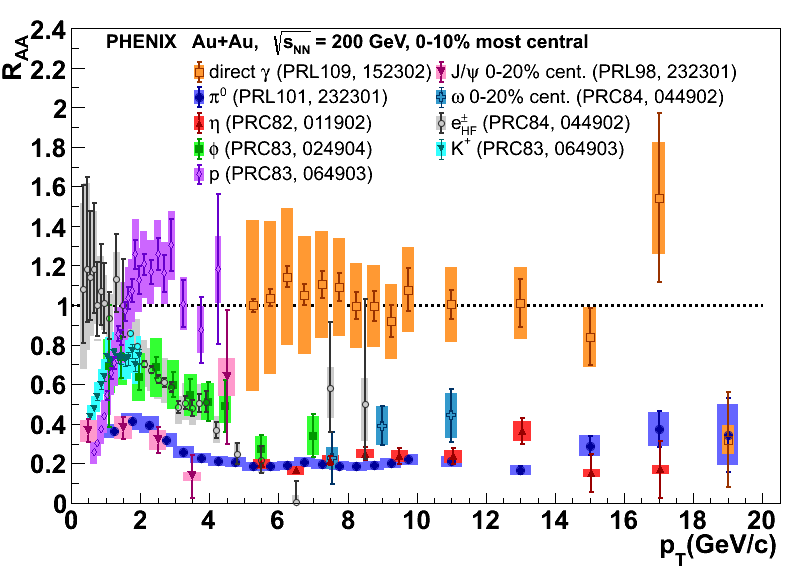 PHENIX Au+Au, √sNN = 200 GeV, 0-10% most central
direct γ (PRL109, 152302)
J/ψ 0-20% cent. (PRL98, 232301)
π0 (PRL101, 232301)
ω 0-20% cent. (PRC84, 044902)
η (PRC82, 011902)
e±HF (PRC84, 044902)
φ (PRC83, 024904)
K+ (PRC83, 064903)
p (PRC83, 064903)
RAA
2.4
2.2
2
1.8
1.6
1.4
1.2
1
0.8
0.6
0.4
0.2
0
0 2 4 6 8 10 12 14 16 18 20
pT(GeV/c)